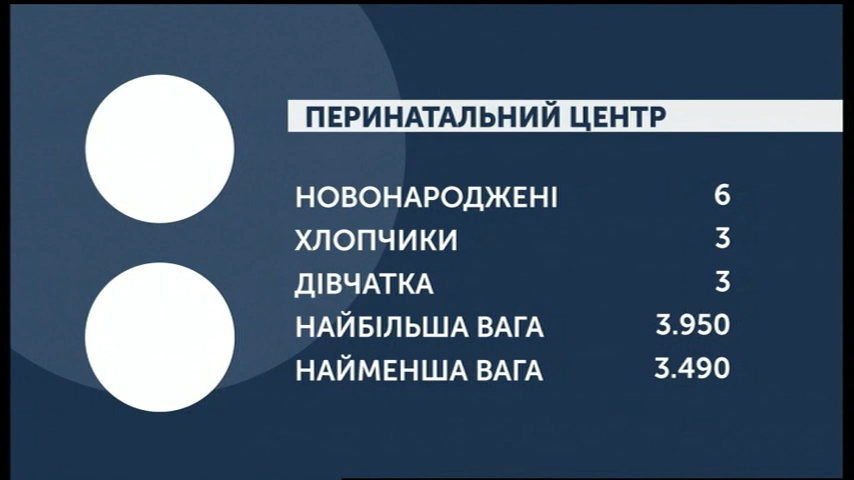 ПЕРИНАТАЛЬНИЙ ЦЕНТР
НОВОНАРОДЖЕНІ 6
ХЛОПЧИКИ 3
ДІВЧАТКА 3
НАЙБІЛЬША ВАГА 3.950
НАЙМЕНША ВАГА 3.490